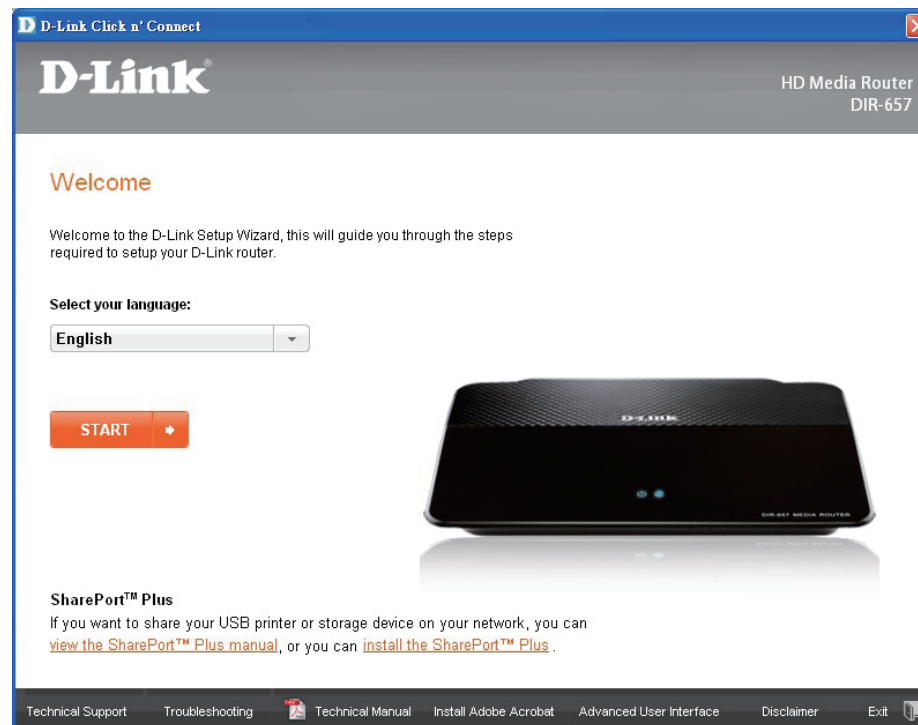 D-Link Click n' Connect
D-Link®
HD Media Router
DIR-657
Welcome
Welcome to the D-Link Setup Wizard, this will guide you through the steps
required to setup your D-Link router.
Select your language:
English
START
D-Link
DIR-657 MEDIA ROUTER
SharePort™ Plus
If you want to share your USB printer or storage device on your network, you can
view the SharePort™ Plus manual, or you can install the SharePort™ Plus .
Technical Support Troubleshooting Technical Manual Install Adobe Acrobat Advanced User Interface Disclaimer Exit